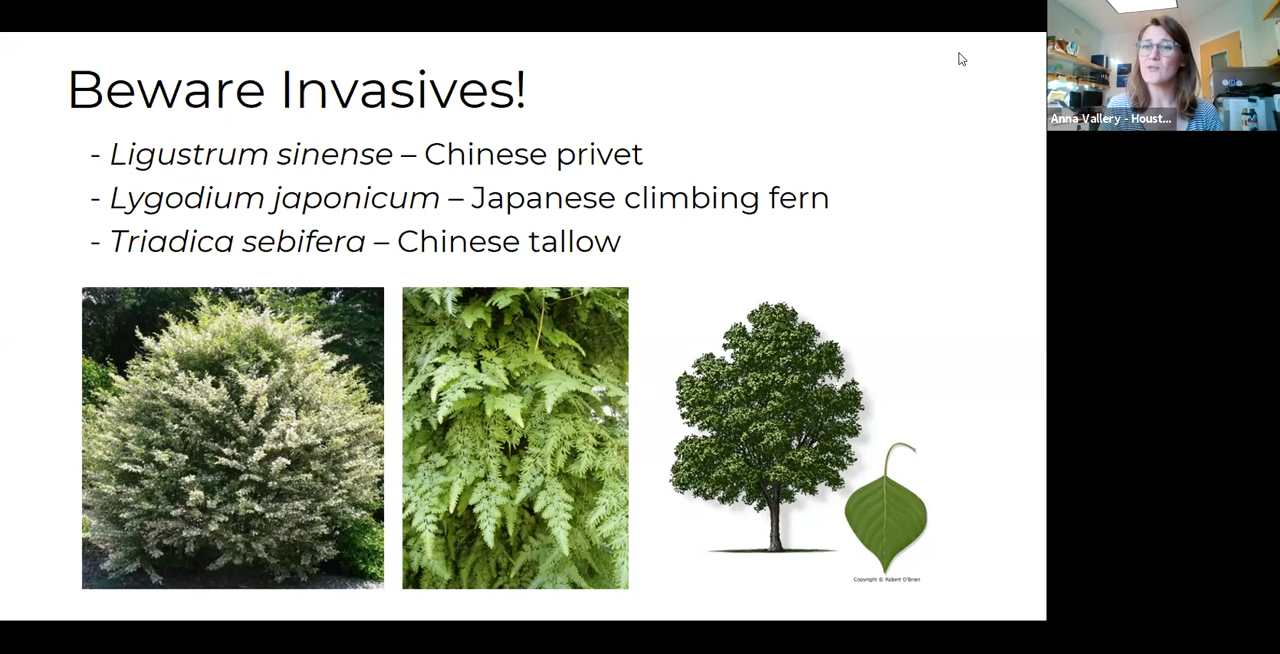 Beware Invasives!
- Ligustrum sinense – Chinese privet
- Lygodium japonicum – Japanese climbing fern
- Triadica sebifera – Chinese tallow
Copyright © Robert O'Brien
Anna Vallery - Houst...